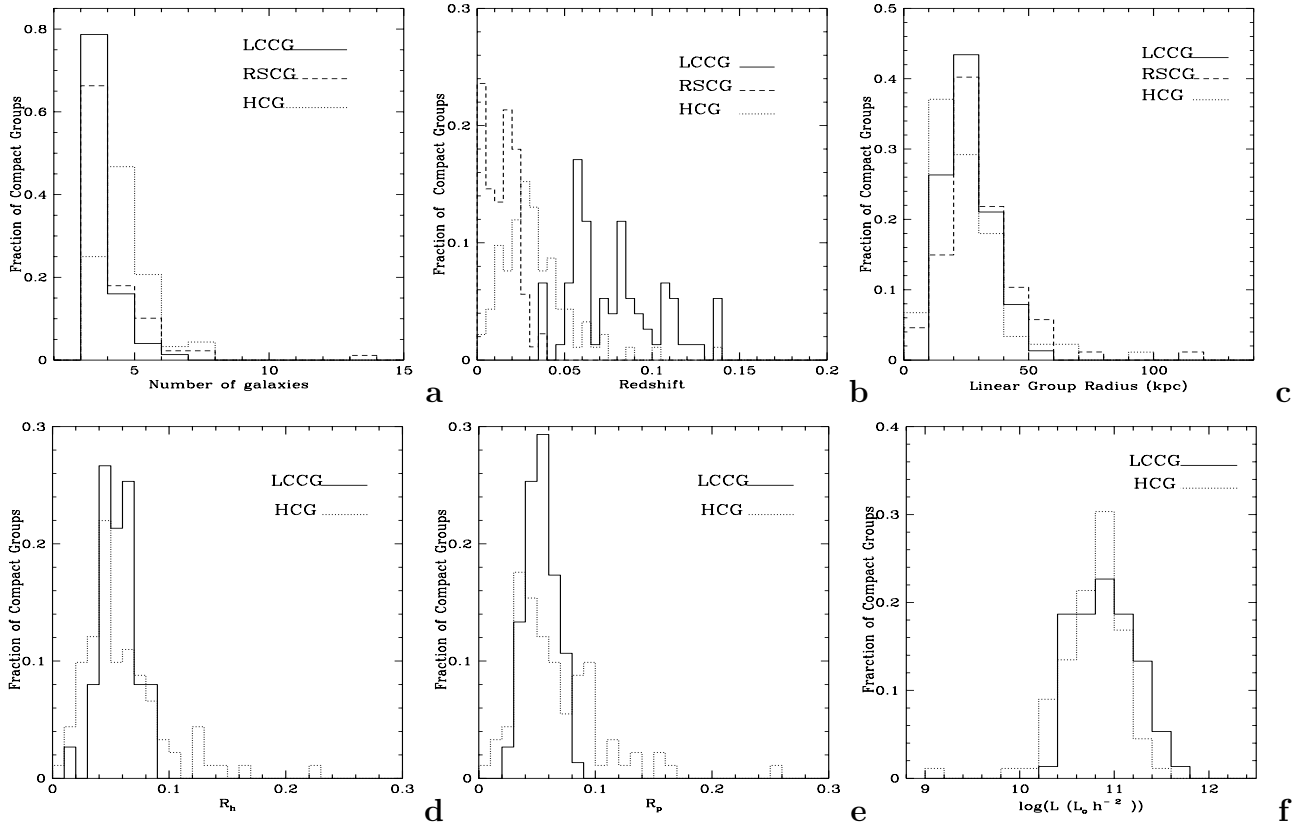 Fraction of Compact Groups
0.8
0.6
0.4
0.2
0
5
10
15
Number of galaxies
LCCG
RSCG
HCG
a
Fraction of Compact Groups
0.3
0.2
0.1
0
0
0.05
0.1
0.15
0.2
Redshift
LCCG
RSCG
HCG
b
Fraction of Compact Groups
0.5
0.4
0.3
0.2
0.1
0
0
50
100
Linear Group Radius (kpc)
LCCG
RSCG
HCG
c
Fraction of Compact Groups
0.3
0.2
0.1
0
0
0.1
0.2
0.3
R_h
LCCG
HCG
d
Fraction of Compact Groups
0.3
0.2
0.1
0
0
0.1
0.2
0.3
R_p
LCCG
HCG
e
Frarction of Compact Groups
0.4
0.3
0.2
0.1
0
9
10
11
12
log(L (L_o h^-2 ))
LCCG
HCG
f